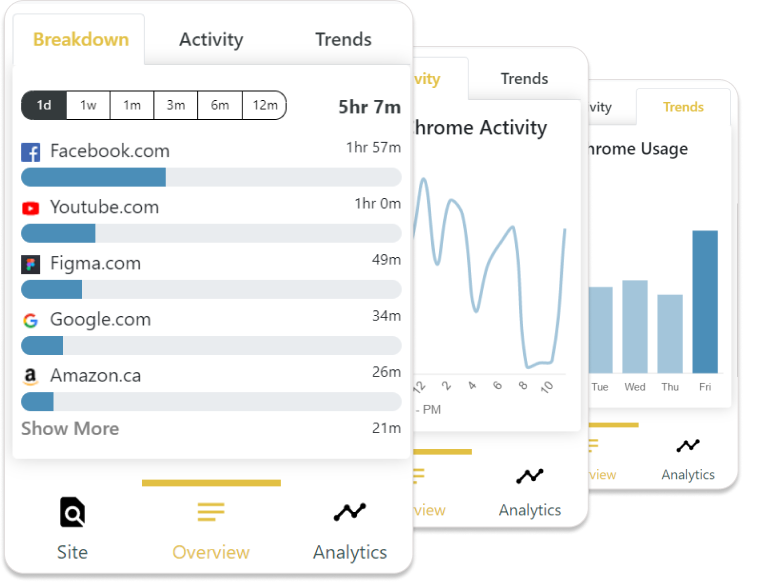 Breakdown
Activity
Trends
1d 1w 1m 3m 6m 12m
5hr 7m
Facebook.com
1hr 57m
Youtube.com
1hr 0m
Figma.com
49m
Google.com
34m
Amazon.ca
26m
Show More
21m
Site
Overview
Analytics
vity
Trends
hrome Activity
12 2 4 6 8 10
- PM
view
Analytics
vity
Trends
hrome Usage
Tue Wed Thu Fri
view
Analytics